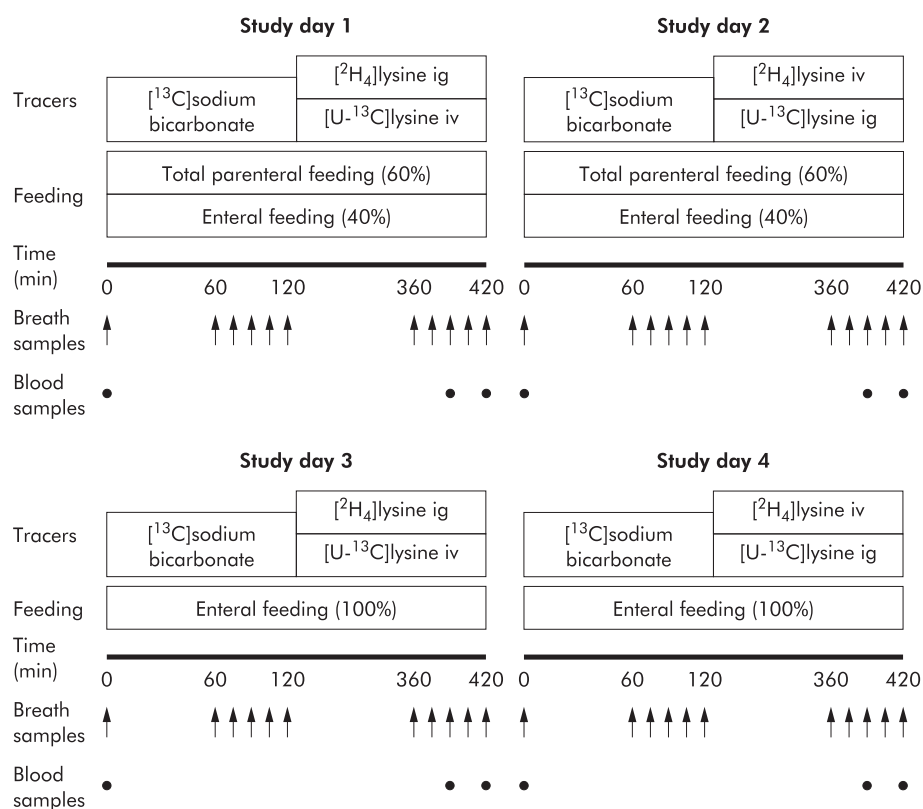 Study day 1
Study day 2
Tracers
[¹³C]sodium
bicarbonate
[²H₄]lysine ig
[U-¹³C]lysine iv
[¹³C]sodium
bicarbonate
[²H₄]lysine iv
[U-¹³C]lysine ig
Feeding
Total parenteral feeding (60%)
Enteral feeding (40%)
Total parenteral feeding (60%)
Enteral feeding (40%)
Time
(min)
0 60 120 360 420
0 60 120 360 420
Breath
samples
Blood
samples
Study day 3
Study day 4
Tracers
[¹³C]sodium
bicarbonate
[²H₄]lysine ig
[U-¹³C]lysine iv
[¹³C]sodium
bicarbonate
[²H₄]lysine iv
[U-¹³C]lysine ig
Feeding
Enteral feeding (100%)
Enteral feeding (100%)
Time
(min)
0 60 120 360 420
0 60 120 360 420
Breath
samples
Blood
samples